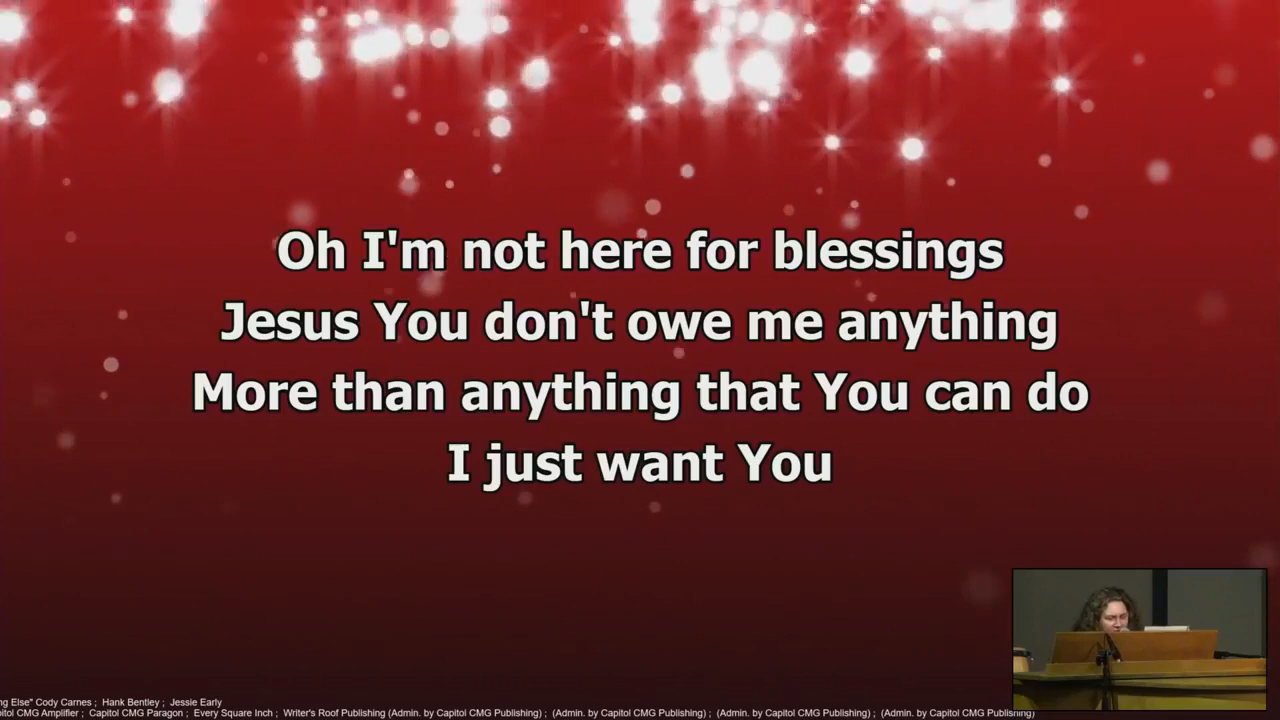 Oh I'm not here for blessings
Jesus You don't owe me anything
More than anything that You can do
I just want You
ng Else" Cody Carnes ; Hank Bentley ; Jessie Early
pitol CMG Amplifier ; Capitol CMG Paragon ; Every Square Inch ; Writer's Roof Publishing (Admin. by Capitol CMG Publishing) ; (Admin. by Capitol CMG Publishing) ; (Admin. by Capitol CMG Publishing) ; (Admin. by Capitol CMG Publishing)